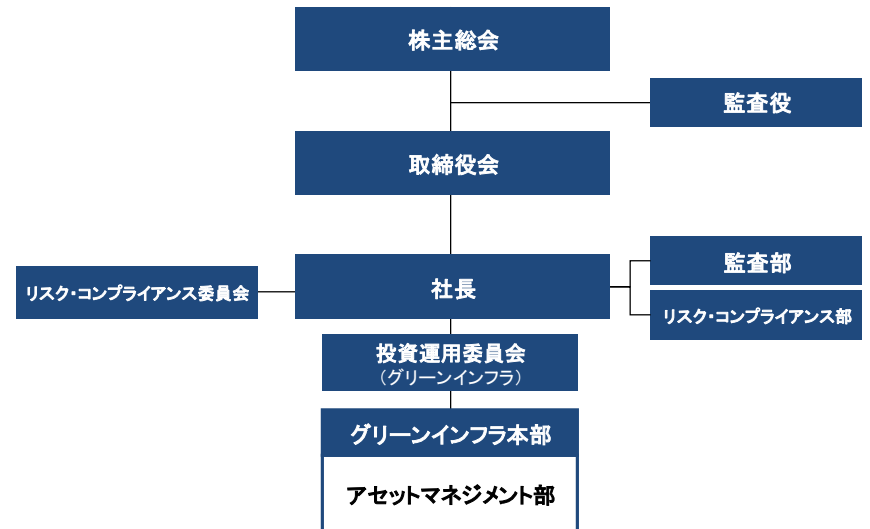 株主総会
監査役
取締役会
監査部
社長
リスク・コンプライアンス委員会
リスク・コンプライアンス部
投資運用委員会
（グリーンインフラ）
グリーンインフラ本部
アセットマネジメント部